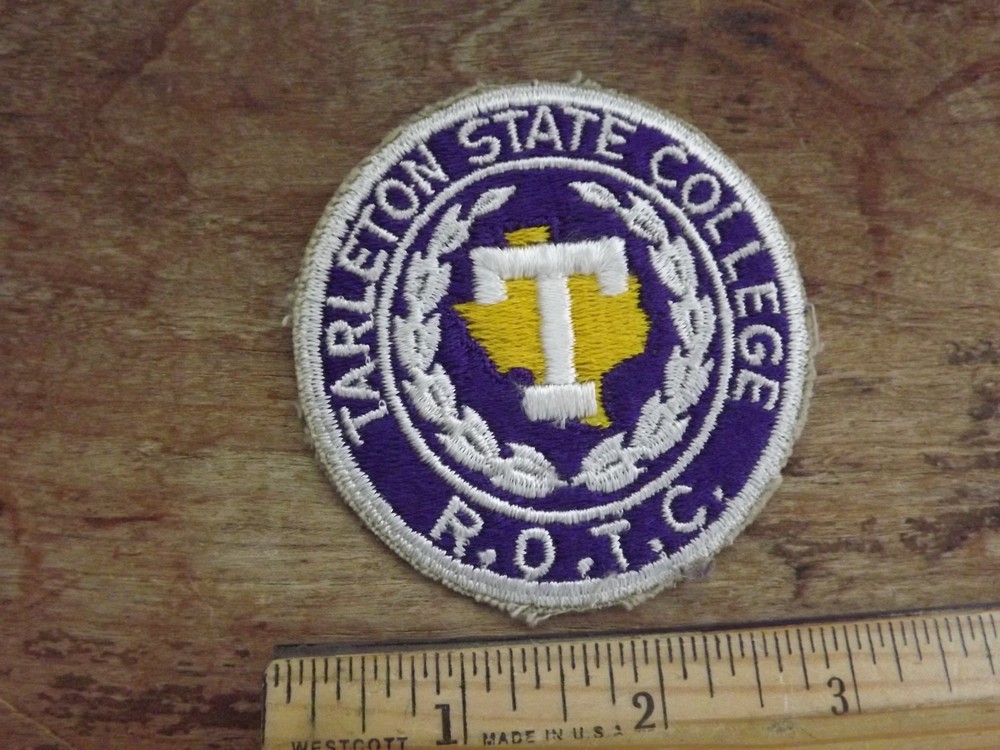 TARLETON STATE COLLEGE
T
R.O.T.C.
1 2 3
WESTCOTT MADE IN U.S.A